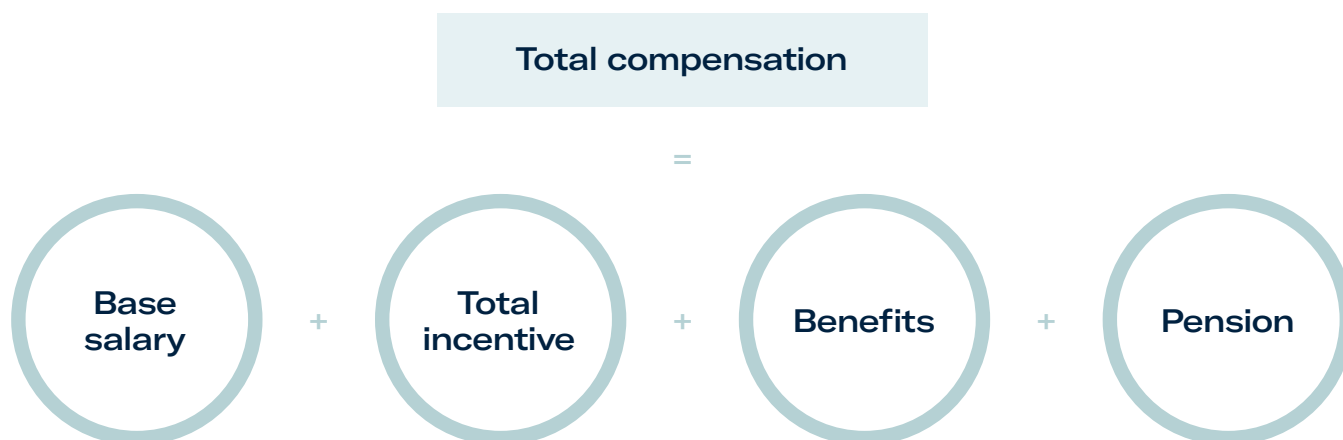 Total compensation
=
Base
salary
+
Total
incentive
+
Benefits
+
Pension